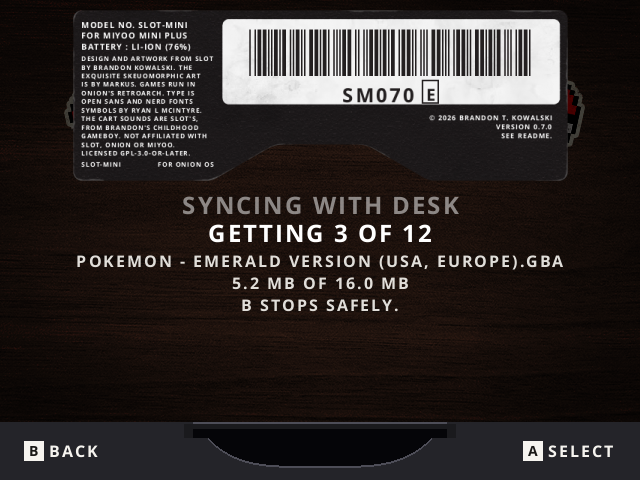 MODEL NO. SLOT-MINI
FOR MIYOO MINI PLUS
BATTERY : LI-ION (76%)
DESIGN AND ARTWORK FROM SLOT
BY BRANDON KOWALSKI. THE
EXQUISITE SKEUOMORPHIC ART
IS BY MARKUS. GAMES RUN IN
ONION'S RETROARCH. TYPE IS
OPEN SANS AND NERD FONTS
SYMBOLS BY RYAN L MCINTYRE.
THE CART SOUNDS ARE SLOT'S,
FROM BRANDON'S CHILDHOOD
GAMEBOY. NOT AFFILIATED WITH
SLOT, ONION OR MIYOO.
LICENSED GPL-3.0-OR-LATER.
SLOT-MINI FOR ONION OS
SM070 E
© 2026 BRANDON T. KOWALSKI
VERSION 0.7.0
SEE README.
SYNCING WITH DESK
GETTING 3 OF 12
POKEMON - EMERALD VERSION (USA, EUROPE).GBA
5.2 MB OF 16.0 MB
B STOPS SAFELY.
B BACK
A SELECT